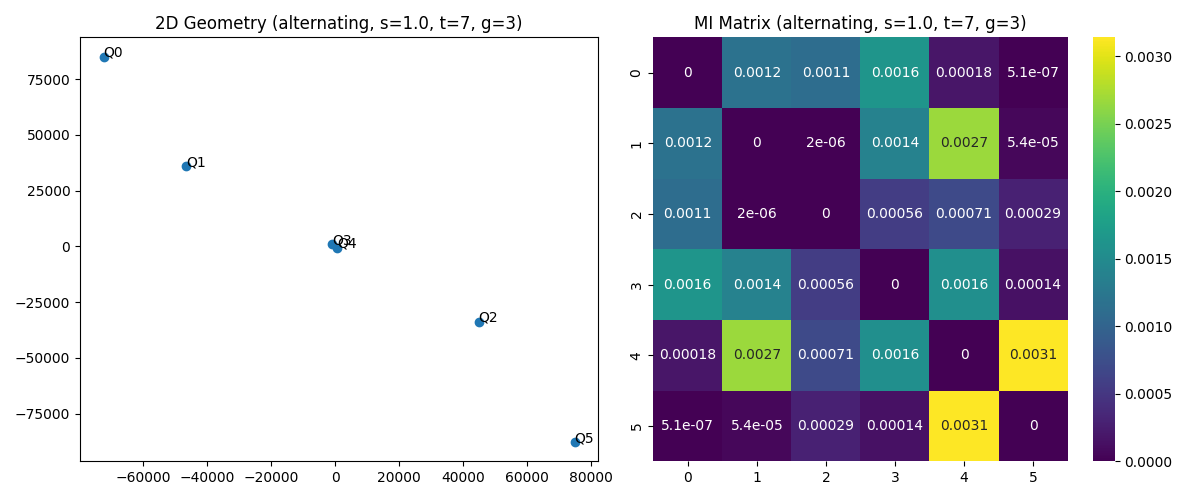 2D Geometry (alternating, s=1.0, t=7, g=3)
75000
50000
25000
0
−25000
−50000
−75000
Q0
Q1
Q3
Q4
Q2
Q5
−60000 −40000 −20000 0 20000 40000 60000 80000
MI Matrix (alternating, s=1.0, t=7, g=3)
0 0 0.0012 0.0011 0.0016 0.00018 5.1e-07
1 0.0012 0 2e-06 0.0014 0.0027 5.4e-05
2 0.0011 2e-06 0 0.00056 0.00071 0.00029
3 0.0016 0.0014 0.00056 0 0.0016 0.00014
4 0.00018 0.0027 0.00071 0.0016 0 0.0031
5 5.1e-07 5.4e-05 0.00029 0.00014 0.0031 0
0 1 2 3 4 5
0.0030
0.0025
0.0020
0.0015
0.0010
0.0005
0.0000